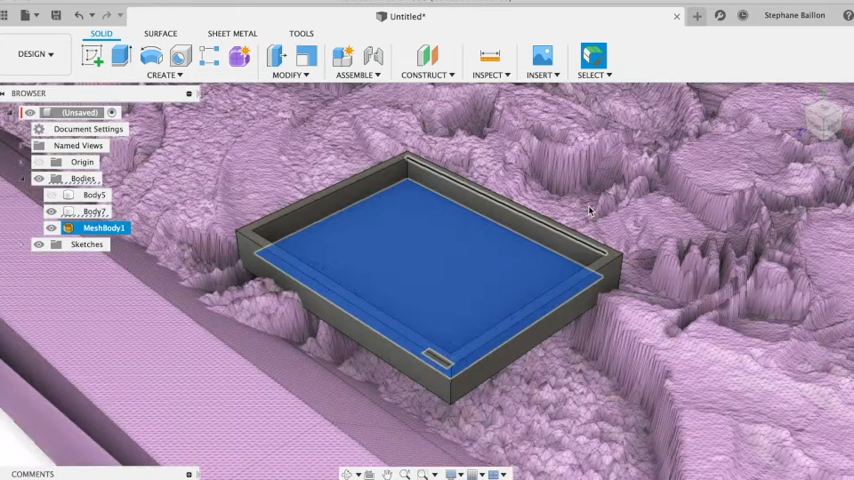 Untitled*
Stephane Baillon
DESIGN
SOLID
SURFACE
SHEET METAL
TOOLS
CREATE
MODIFY
ASSEMBLE
CONSTRUCT
INSPECT
INSERT
SELECT
BROWSER
(Unsaved)
Document Settings
Named Views
Origin
Bodies
Body5
Body7
MeshBody1
Sketches
COMMENTS